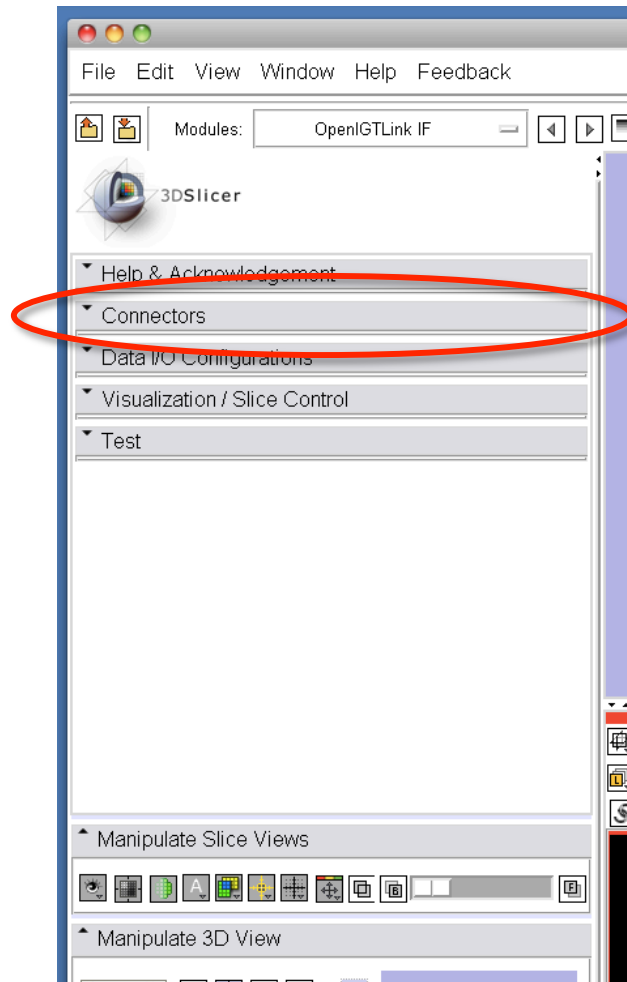 File Edit View Window Help Feedback
Modules: OpenIGTLink IF
3DSlicer
Help & Acknowledgement
Connectors
Data I/O Configurations
Visualization / Slice Control
Test
Manipulate Slice Views
A B F
Manipulate 3D View
L
S